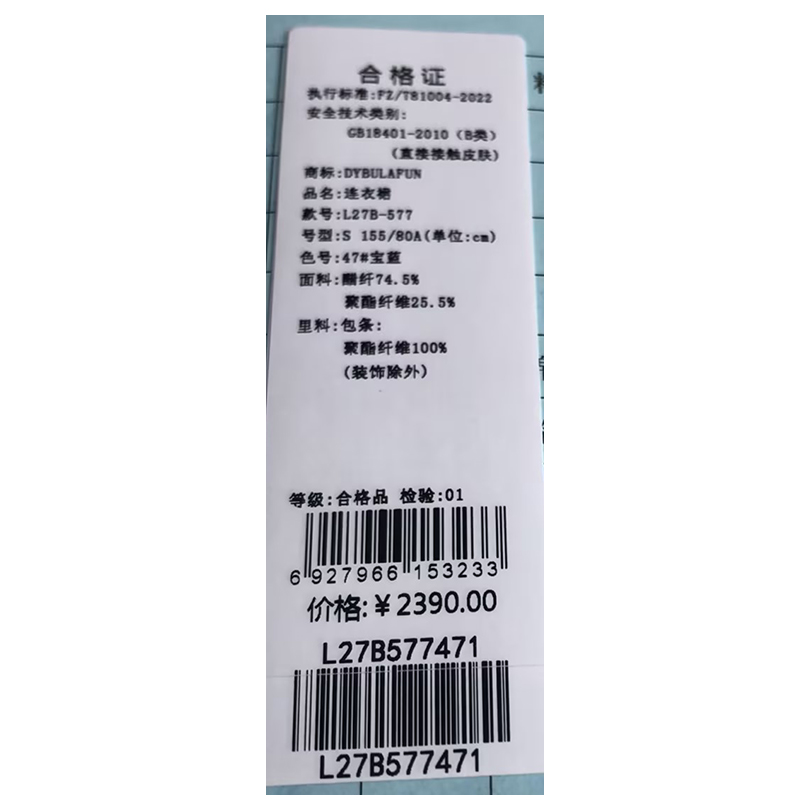 合格证
执行标准:FZ/T81004-2022
安全技术类别:
GB18401-2010（B类）
(直接接触皮肤)
商标:DYBULAFUN
品名:连衣裙
款号:L27B-577
号型:S 155/80A(单位:cm)
色号:47#宝蓝
面料:醋纤74.5%
聚酯纤维25.5%
里料:包条:
聚酯纤维100%
(装饰除外)
等级:合格品 检验:01
6 927966 153233
价格:￥2390.00
L27B577471
L27B577471